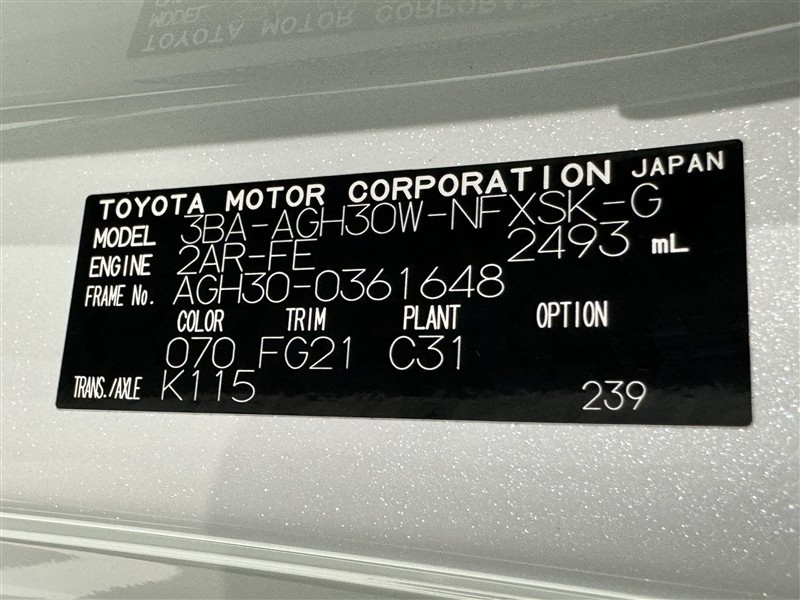 TOYOTA MOTOR CORPORATION JAPAN
MODEL 3BA-AGH30W-NFXSK-G
ENGINE 2AR-FE 2493 mL
FRAME No. AGH30-0361648
COLOR TRIM PLANT OPTION
070 FG21 C31
TRANS./AXLE K115 239